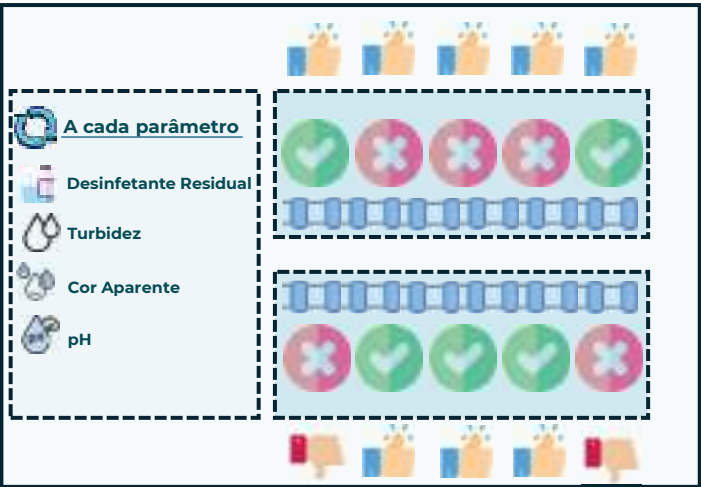 A cada parâmetro
Desinfetante Residual
Turbidez
Cor Aparente
pH